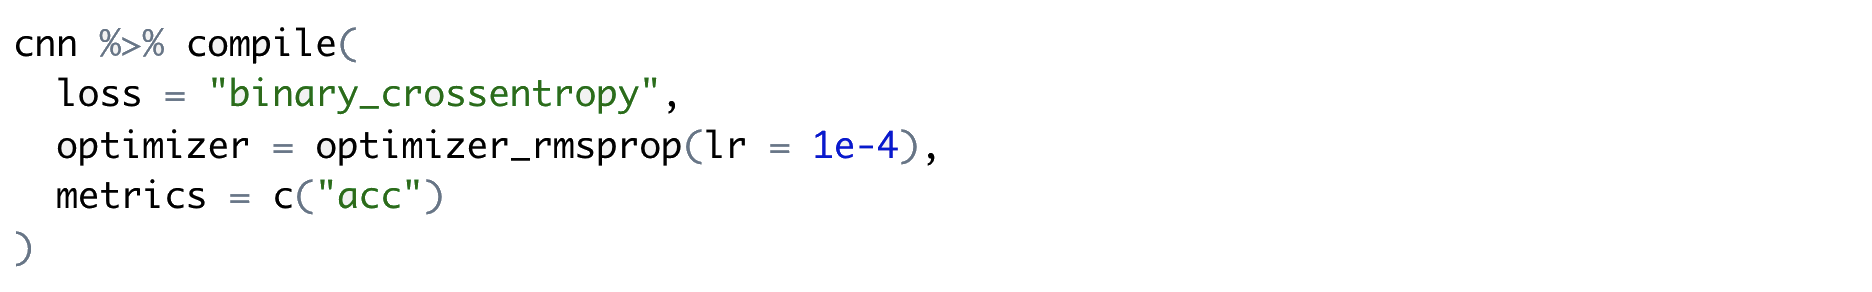 cnn %>% compile(
  loss = "binary_crossentropy",
  optimizer = optimizer_rmsprop(lr = 1e-4),
  metrics = c("acc")
)